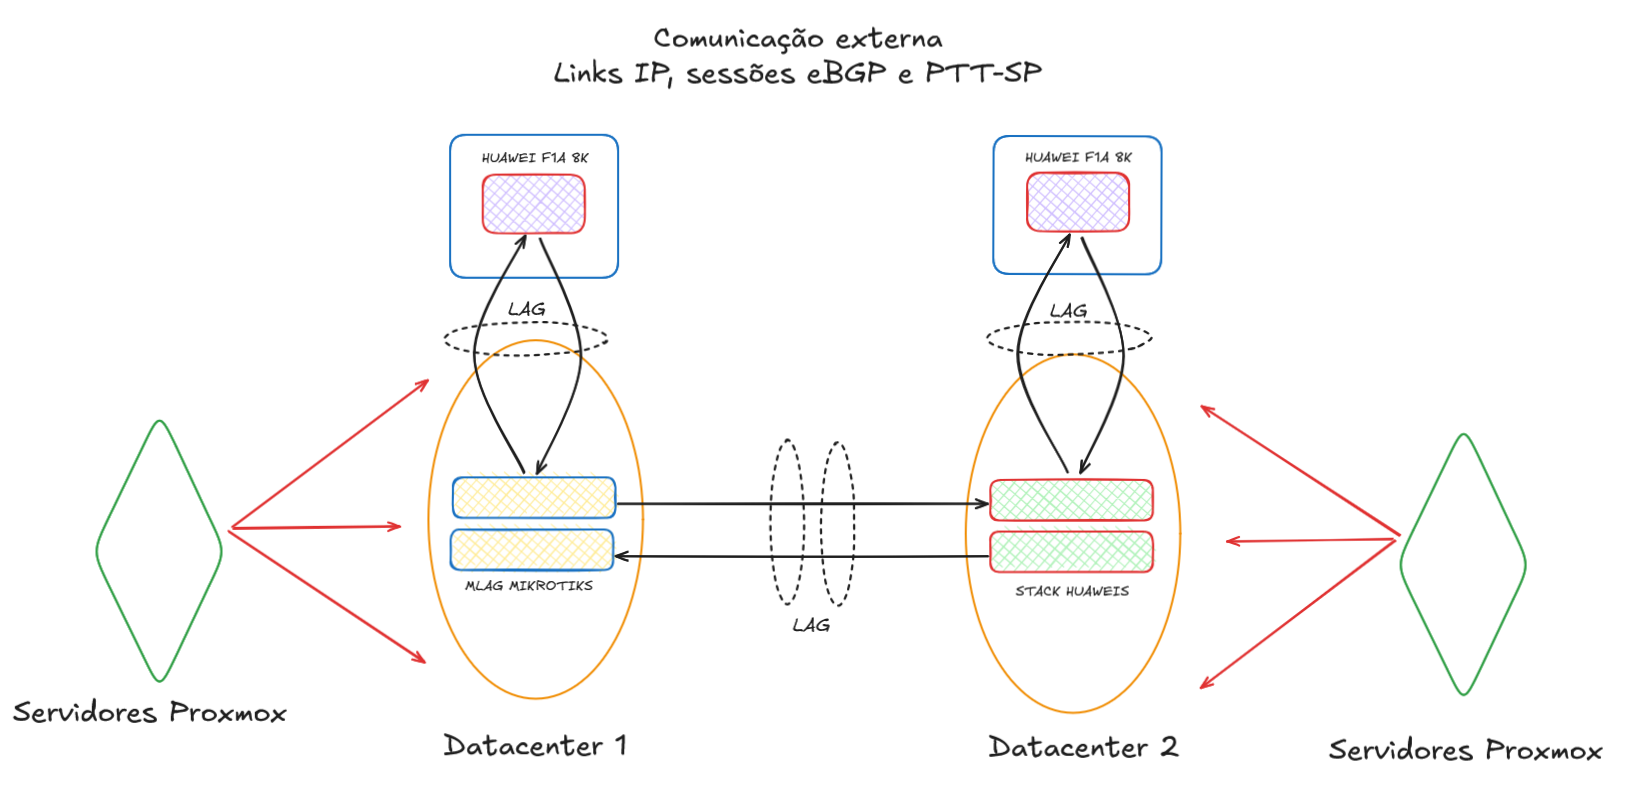 Comunicação externa
Links IP, sessões eBGP e PTT-SP
HUAWEI F1A 8K
HUAWEI F1A 8K
LAG
LAG
MLAG MIKROTIKS
STACK HUAWEIS
LAG
Servidores Proxmox
Datacenter 1
Datacenter 2
Servidores Proxmox